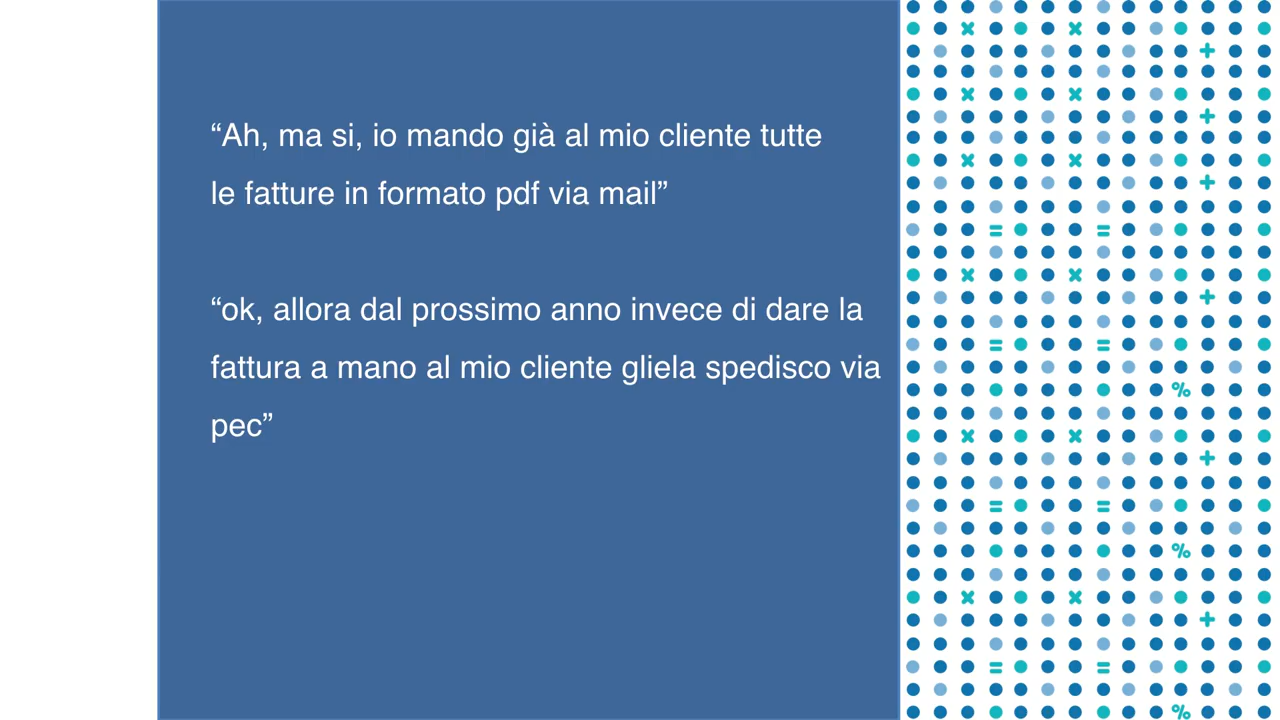 “Ah, ma si, io mando già al mio cliente tutte
le fatture in formato pdf via mail”
“ok, allora dal prossimo anno invece di dare la
fattura a mano al mio cliente gliela spedisco via
pec”